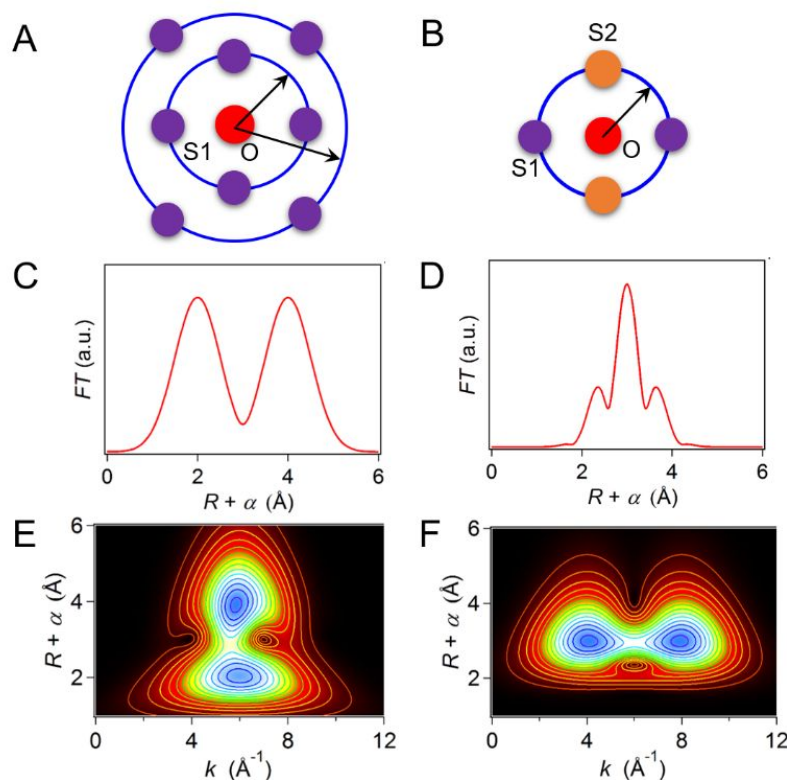 A
S1
O
B
S2
S1
O
C
FT (a.u.)
0 2 4 6
R + α (Å)
D
FT (a.u.)
0 2 4 6
R + α (Å)
E
R + α (Å)
6
4
2
0 4 8 12
k (Å⁻¹)
F
R + α (Å)
6
4
2
0 4 8 12
k (Å⁻¹)